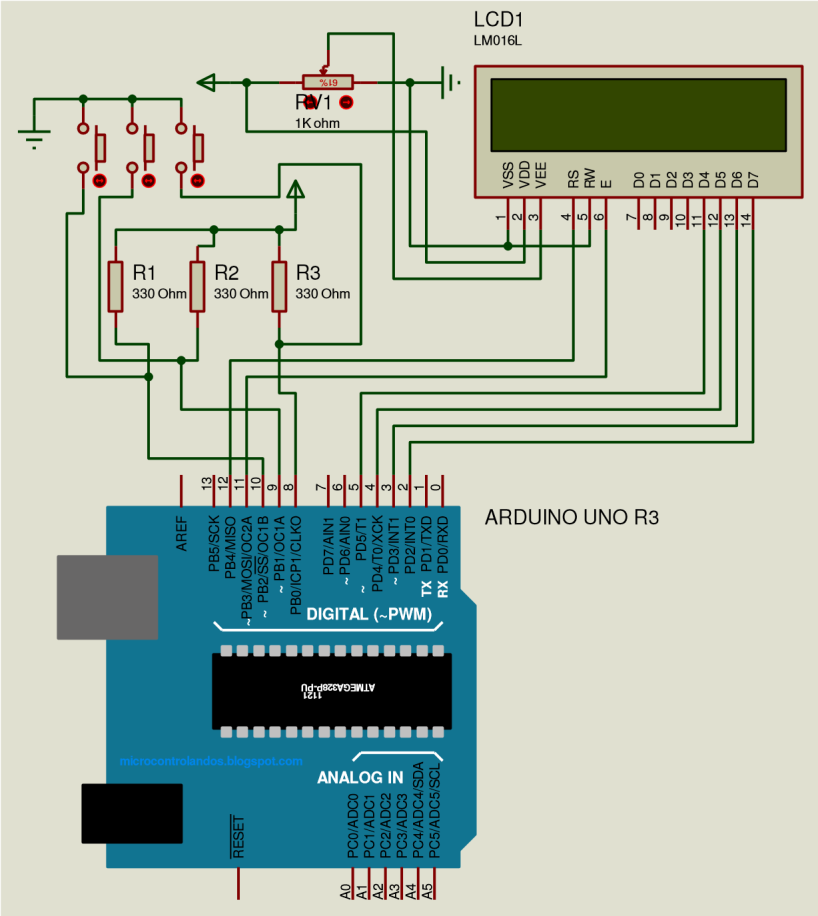 LCD1
LM016L
61%
RV1
1K ohm
VSS
VDD
VEE
RS
RW
E
D0
D1
D2
D3
D4
D5
D6
D7
1
2
3
4
5
6
7
8
9
10
11
12
13
14
R1
330 Ohm
R2
330 Ohm
R3
330 Ohm
13
12
11
10
9
8
7
6
5
4
3
2
1
0
ARDUINO UNO R3
AREF
PB5/SCK
PB4/MISO
PB3/MOSI/OC2A
~
PB2/SS/OC1B
~
PB1/OC1A
~
PB0/ICP1/CLKO
PD7/AIN1
PD6/AIN0
~
PD5/T1
~
PD4/T0/XCK
PD3/INT1
~
PD2/INT0
PD1/TXD
TX
PD0/RXD
RX
DIGITAL (~PWM)
ATMEGA328P-PU
1121
microcontrolandos.blogspot.com
ANALOG IN
RESET
PC0/ADC0
PC1/ADC1
PC2/ADC2
PC3/ADC3
PC4/ADC4/SDA
PC5/ADC5/SCL
A0
A1
A2
A3
A4
A5